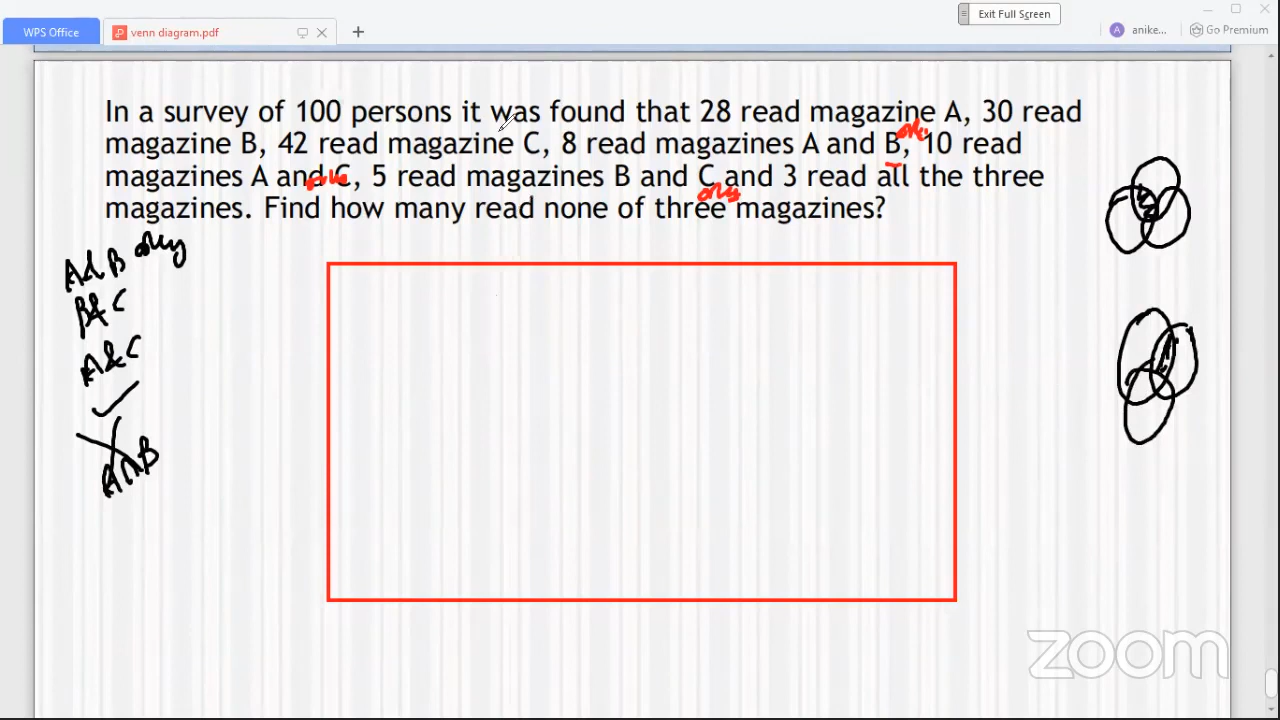 Exit Full Screen
WPS Office
venn diagram.pdf
A
anike...
Go Premium
In a survey of 100 persons it was found that 28 read magazine A, 30 read
only
magazine B, 42 read magazine C, 8 read magazines A and B, 10 read
magazines A and C, 5 read magazines B and C and 3 read all the three
only
magazines. Find how many read none of three magazines?
A&B only
B&C
A&C
A∩B
zoom